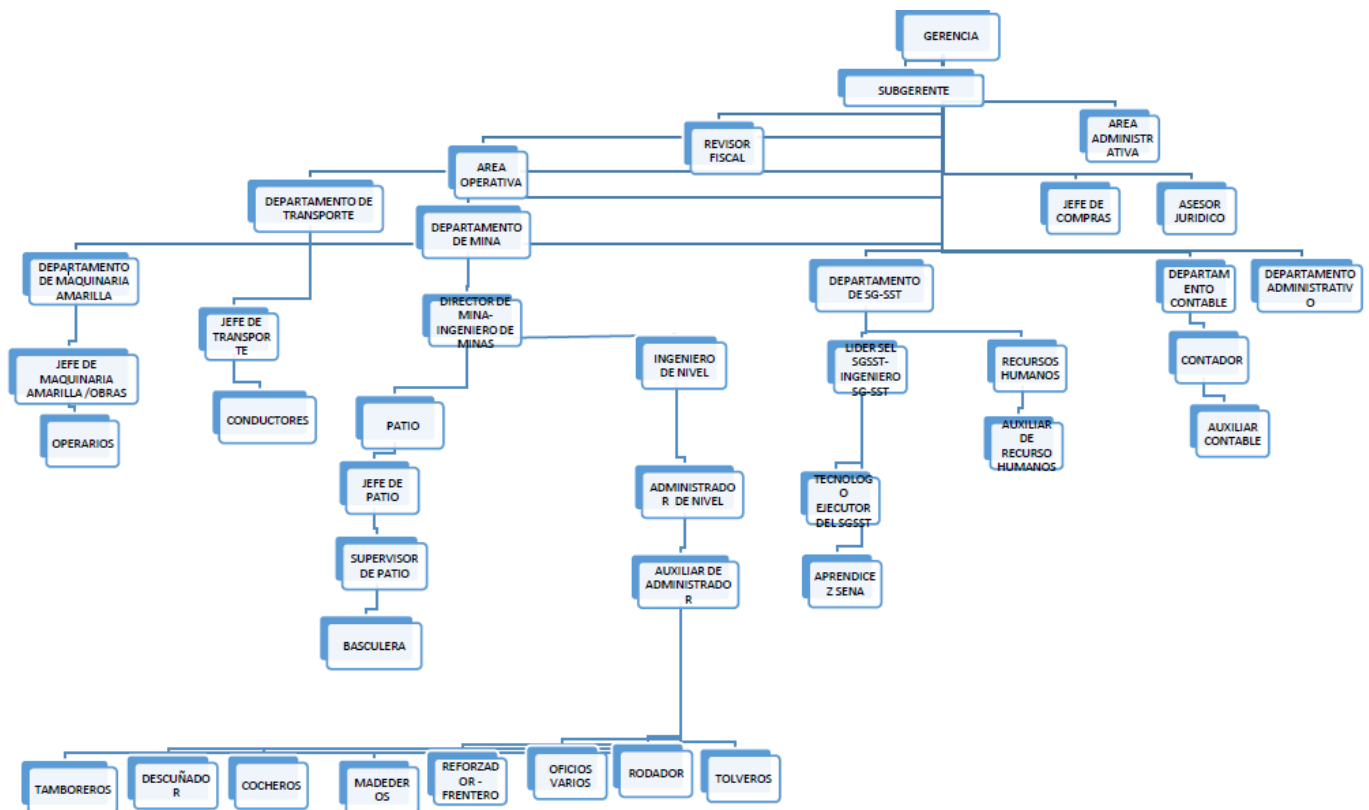 GERENCIA
SUBGERENTE
REVISOR
FISCAL
AREA
ADMINISTR
ATIVA
AREA
OPERATIVA
DEPARTAMENTO DE
TRANSPORTE
JEFE DE
COMPRAS
ASESOR
JURIDICO
DEPARTAMENTO
DE MINA
DEPARTAMENTO
DE MAQUINARIA
AMARILLA
DEPARTAMENTO
DE SG-SST
DEPARTAM
ENTO
CONTABLE
DEPARTAMENTO
ADMINISTRATIV
O
DIRECTOR DE
MINA-
INGENIERO DE
MINAS
JEFE DE
TRANSPOR
TE
JEFE DE
MAQUINARIA
AMARILLA /OBRAS
INGENIERO
DE NIVEL
LIDER SEL
SGSST-
INGENIERO
SG-SST
RECURSOS
HUMANOS
CONTADOR
OPERARIOS
CONDUCTORES
PATIO
AUXILIAR
DE
RECURSO
HUMANOS
AUXILIAR
CONTABLE
JEFE DE
PATIO
ADMINISTRADO
R DE NIVEL
TECNOLOG
O
EJECUTOR
DEL SGSST
SUPERVISOR
DE PATIO
AUXILIAR DE
ADMINISTRADO
R
APRENDICE
Z SENA
BASCULERA
TAMBOREROS
DESCUÑADO
R
COCHEROS
MADEDER
OS
REFORZAD
OR -
FRENTERO
OFICIOS
VARIOS
RODADOR
TOLVEROS